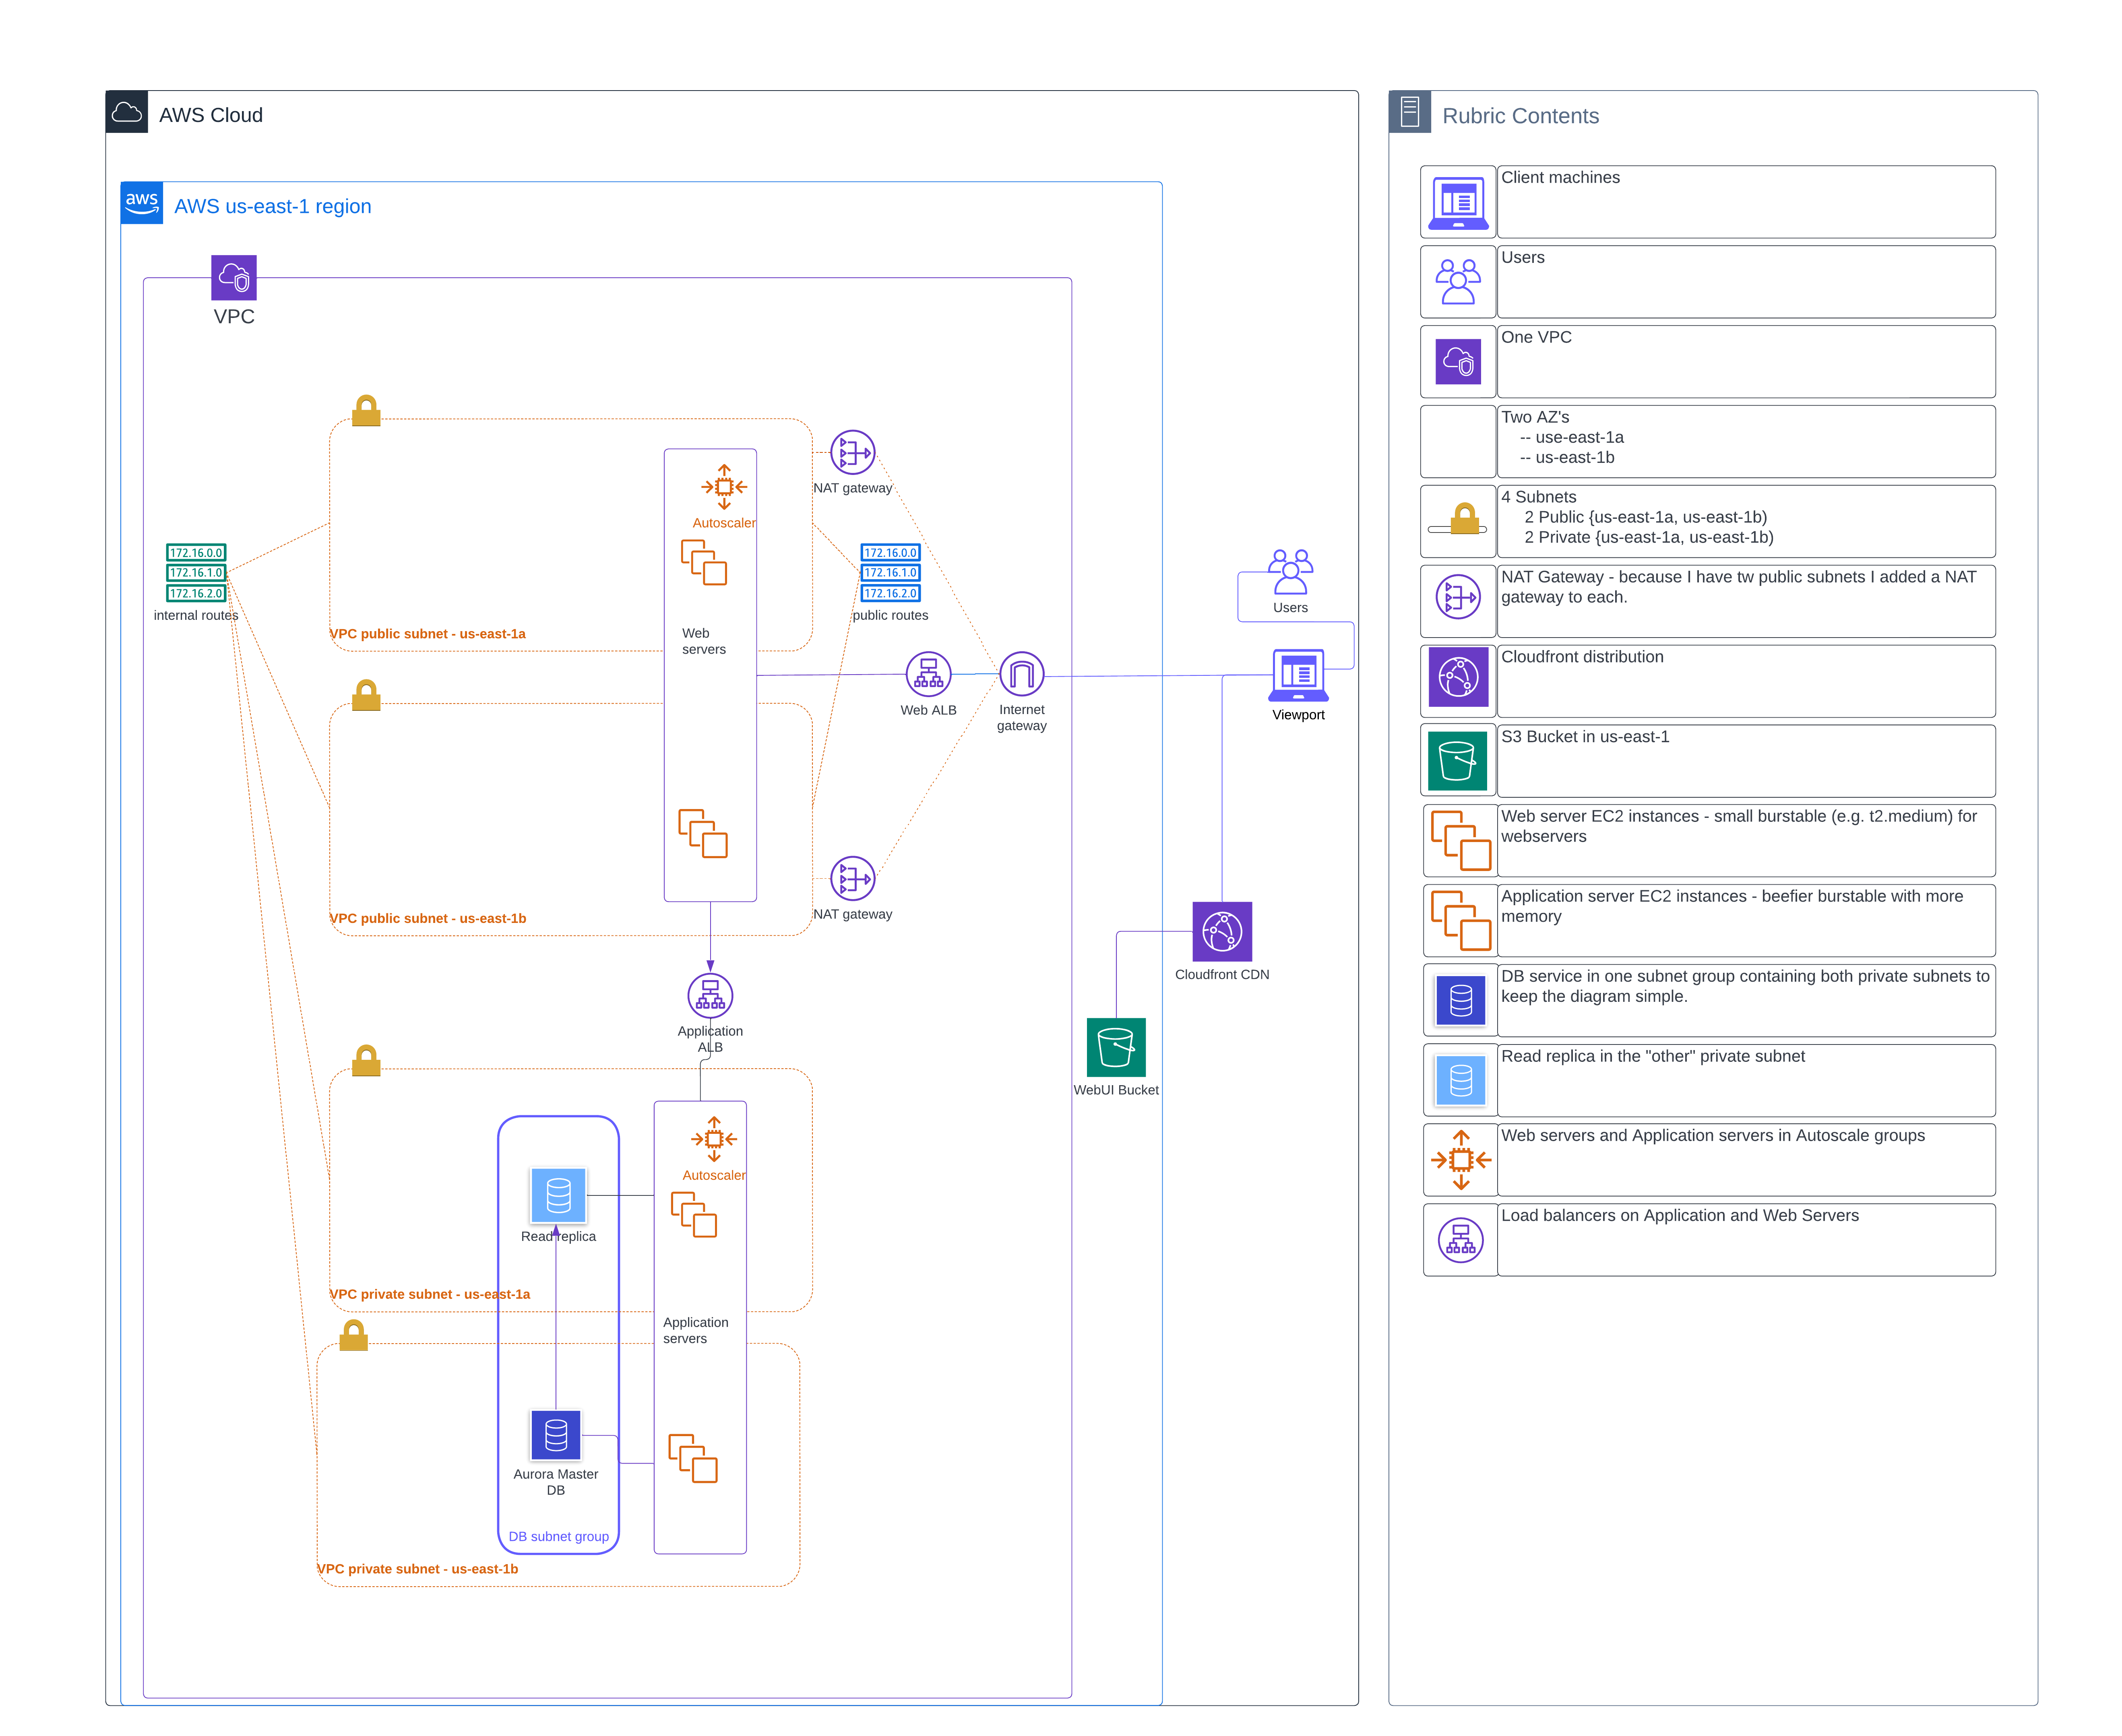 AWS Cloud
aws
AWS us-east-1 region
VPC
NAT gateway
Autoscaler
172.16.0.0
172.16.1.0
172.16.2.0
internal routes
172.16.0.0
172.16.1.0
172.16.2.0
public routes
Users
VPC public subnet - us-east-1a
Web
servers
Web ALB
Internet
gateway
Viewport
VPC public subnet - us-east-1b
NAT gateway
Cloudfront CDN
Application
ALB
WebUI Bucket
Autoscaler
Read replica
VPC private subnet - us-east-1a
Application
servers
Aurora Master
DB
DB subnet group
VPC private subnet - us-east-1b
Rubric Contents
Client machines
Users
One VPC
Two AZ's
-- use-east-1a
-- us-east-1b
4 Subnets
2 Public {us-east-1a, us-east-1b)
2 Private {us-east-1a, us-east-1b)
NAT Gateway - because I have tw public subnets I added a NAT
gateway to each.
Cloudfront distribution
S3 Bucket in us-east-1
Web server EC2 instances - small burstable (e.g. t2.medium) for
webservers
Application server EC2 instances - beefier burstable with more
memory
DB service in one subnet group containing both private subnets to
keep the diagram simple.
Read replica in the "other" private subnet
Web servers and Application servers in Autoscale groups
Load balancers on Application and Web Servers